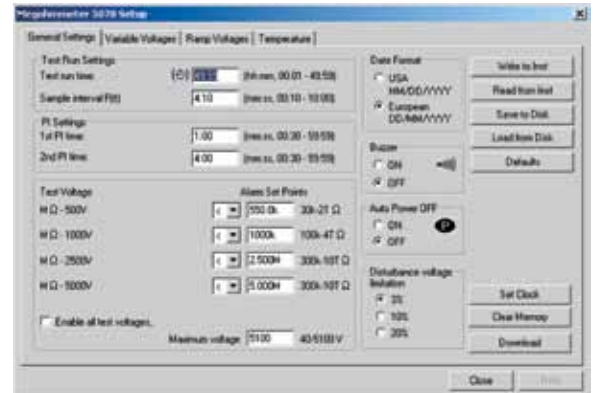 Megohmmeter 5070 Setup
General Settings Variable Voltages Ramp Voltages Temperature
Test Run Settings
Test run time: (hh:mm, 00:01 - 49:59)
Sample interval 4:10 (mm:ss, 00:10 - 10:00)
PI Settings
1st PI time: 1:00 (mm:ss, 00:30 - 59:59)
2nd PI time: 4:00 (mm:ss, 00:30 - 59:59)
Test Voltage Alarm Set Points
MΩ - 500V < 550.0k 30k-2T Ω
MΩ - 1000V < 1000k 100k-4T Ω
MΩ - 2500V < 2.500M 300k-10T Ω
MΩ - 5000V < 5.000M 300k-10T Ω
Enable all test voltages.
Maximum voltage 5100 40/5100 V
Date Format
USA
MM/DD/YYYY
European
DD/MM/YYYY
Buzzer
ON
OFF
Auto Power OFF
ON P
OFF
Disturbance voltage
limitation
3%
10%
20%
Write to Inst
Read from Inst
Save to Disk
Load from Disk
Defaults
Set Clock
Clear Memory
Download
Close